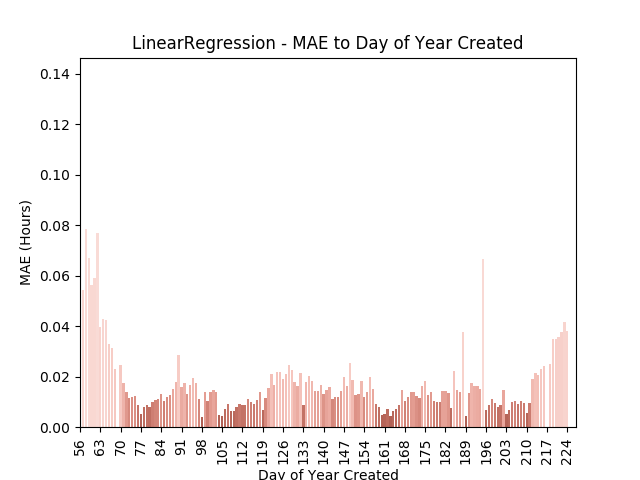 LinearRegression - MAE to Day of Year Created
0.14
0.12
0.10
0.08
0.06
0.04
0.02
0.00
MAE (Hours)
56 63 70 77 84 91 98 105 112 119 126 133 140 147 154 161 168 175 182 189 196 203 210 217 224
Day of Year Created